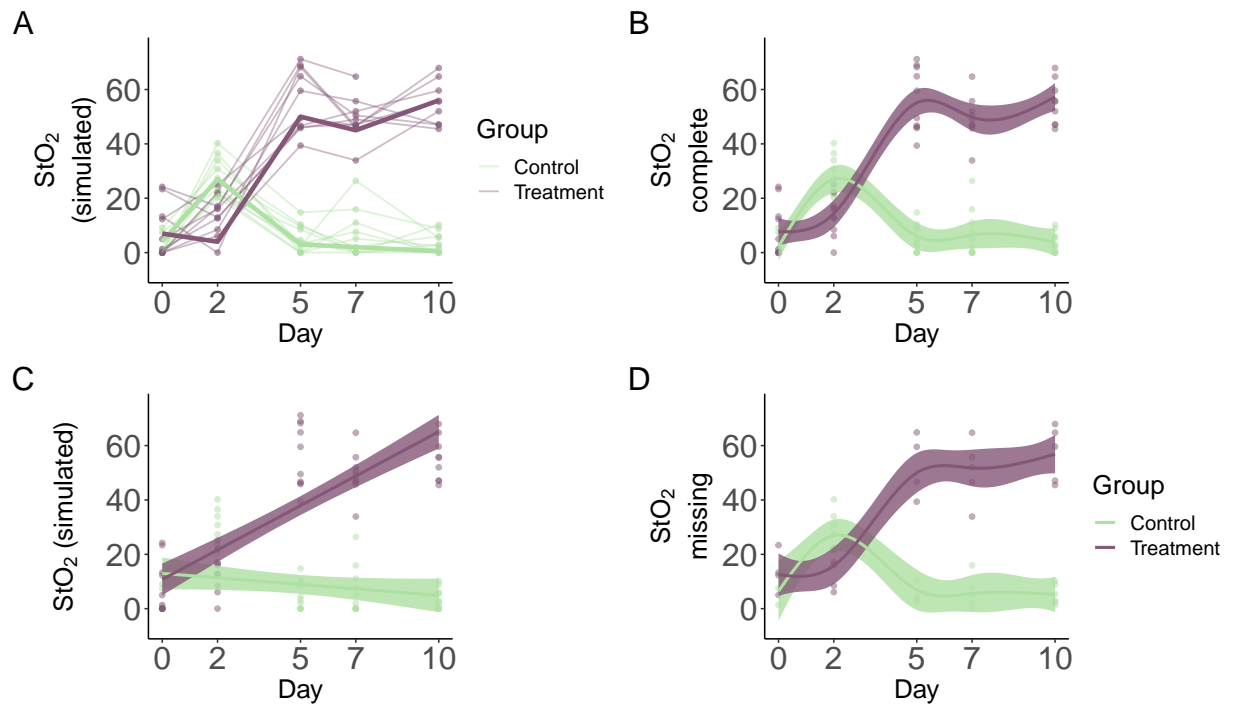 A
StO₂
(simulated)
60
40
20
0
0 2 5 7 10
Day
Group
Control
Treatment
B
StO₂
complete
60
40
20
0
0 2 5 7 10
Day
C
StO₂ (simulated)
60
40
20
0
0 2 5 7 10
Day
D
StO₂
missing
60
40
20
0
0 2 5 7 10
Day
Group
Control
Treatment